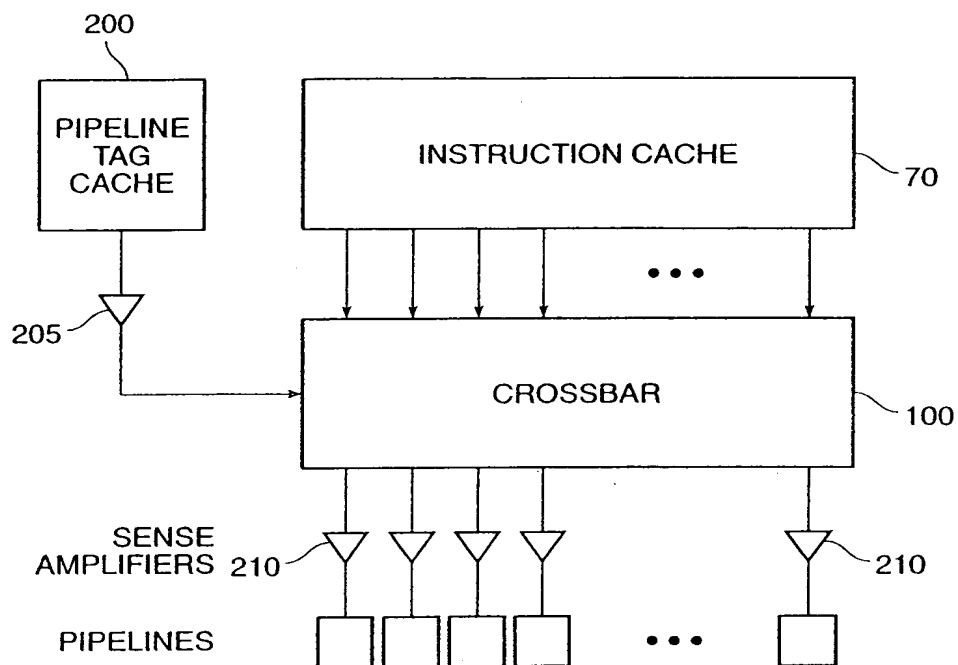 200
PIPELINE
TAG
CACHE
INSTRUCTION CACHE
70
205
CROSSBAR
100
SENSE
AMPLIFIERS
210
210
PIPELINES